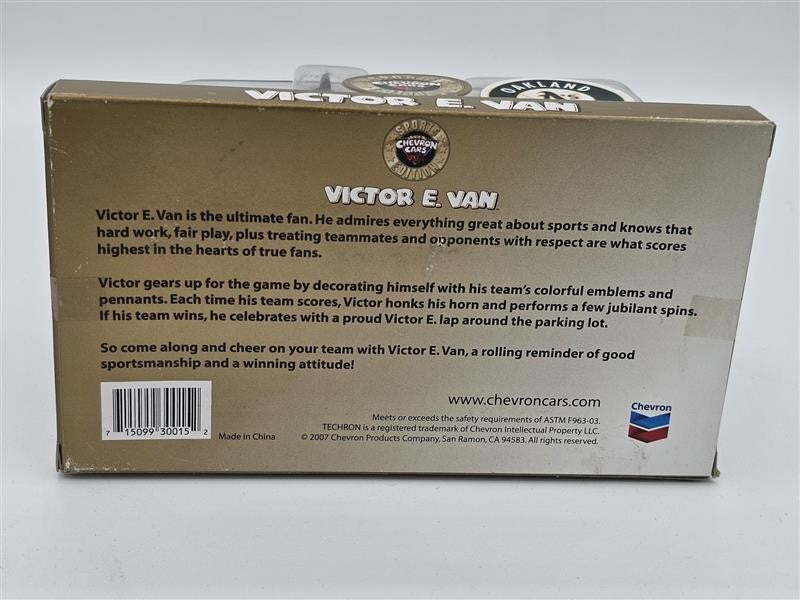 OAKLAND
A's
VICTOR E. VAN
SPORTS
CHEVRON
CARS
EDITION
VICTOR E. VAN
Victor E. Van is the ultimate fan. He admires everything great about sports and knows that
hard work, fair play, plus treating teammates and opponents with respect are what scores
highest in the hearts of true fans.
Victor gears up for the game by decorating himself with his team's colorful emblems and
pennants. Each time his team scores, Victor honks his horn and performs a few jubilant spins.
If his team wins, he celebrates with a proud Victor E. lap around the parking lot.
So come along and cheer on your team with Victor E. Van, a rolling reminder of good
sportsmanship and a winning attitude!
www.chevroncars.com
Chevron
Meets or exceeds the safety requirements of ASTM F963-03.
TECHRON is a registered trademark of Chevron Intellectual Property LLC.
7 15099 30015 2
Made in China
© 2007 Chevron Products Company, San Ramon, CA 94583. All rights reserved.